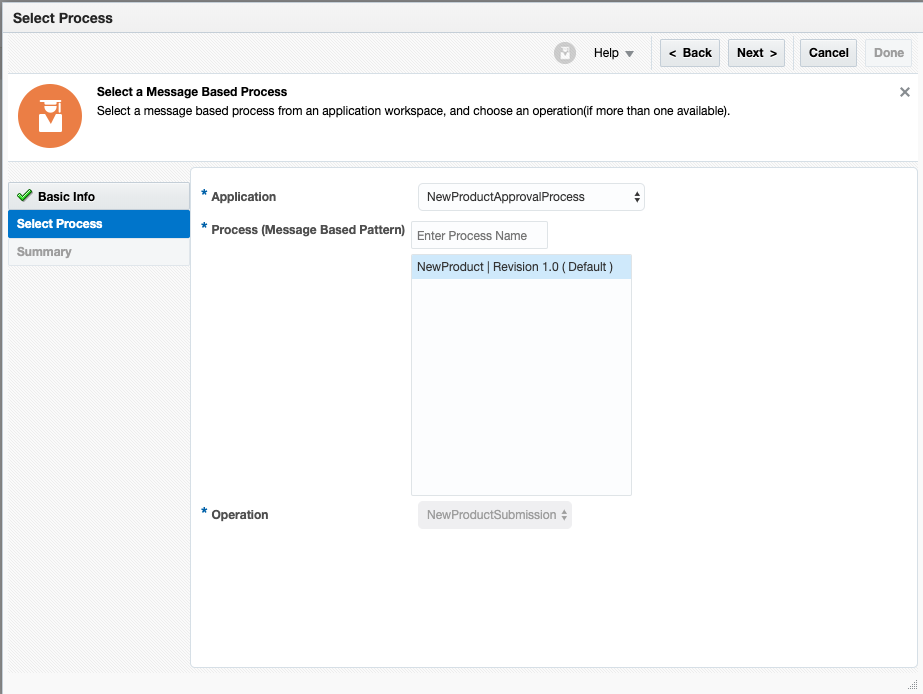 Select Process
Help
< Back
Next >
Cancel
Done
Select a Message Based Process
Select a message based process from an application workspace, and choose an operation(if more than one available).
Basic Info
Select Process
Summary
* Application
NewProductApprovalProcess
* Process (Message Based Pattern)
Enter Process Name
NewProduct | Revision 1.0 ( Default )
* Operation
NewProductSubmission